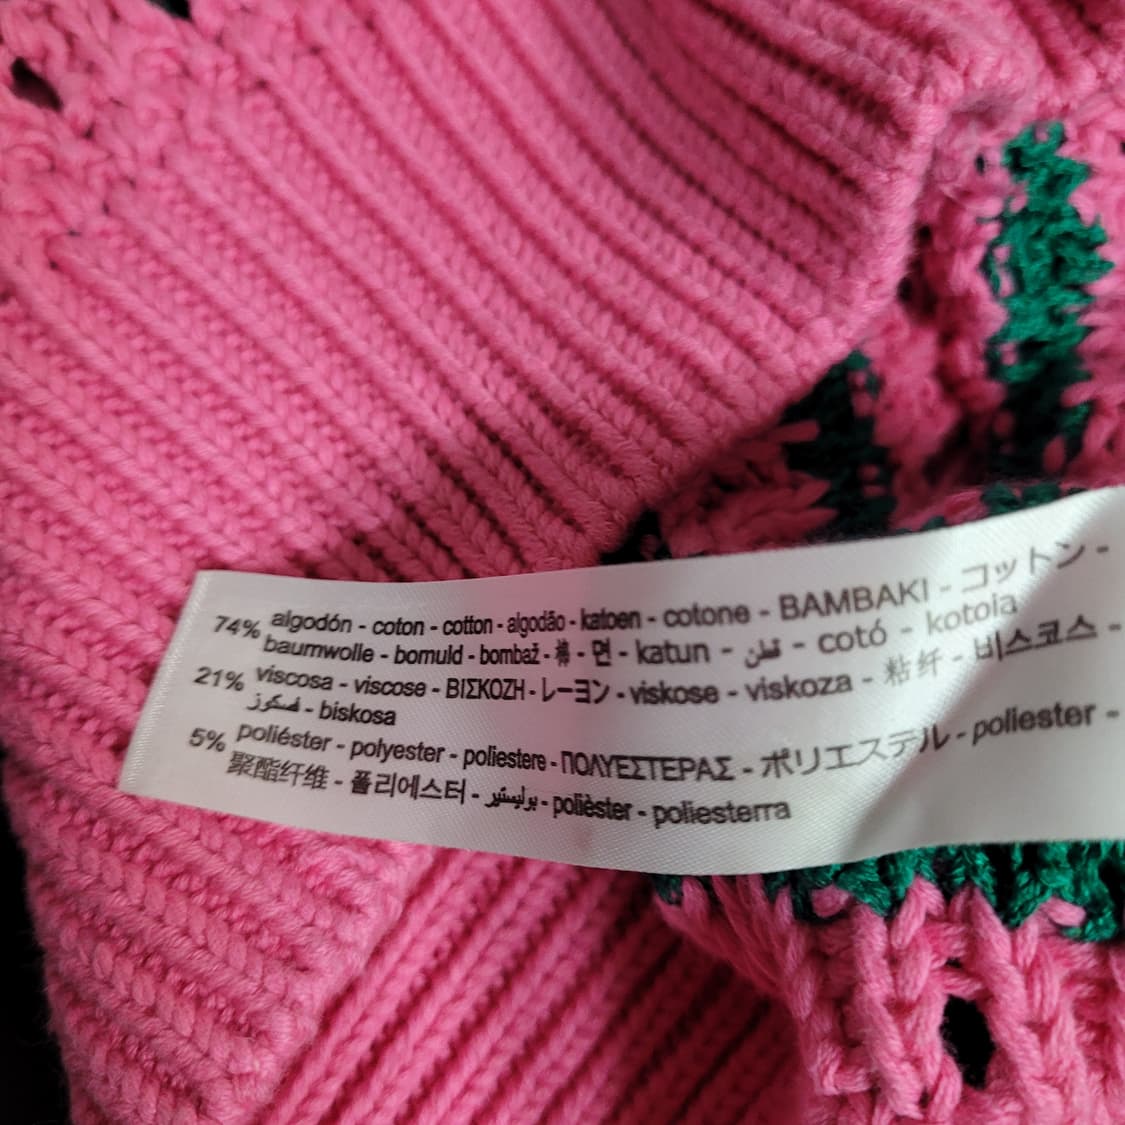 74% algodón - coton - cotton - algodão - katoen - cotone - BAMBAKI - コットン -
baumwolle - bomuld - bombaž - 棉 - 면 - katun - قطن - cotó - kotoia
21% viscosa - viscose - ΒΙΣΚΟΖΗ - レーヨン - viskose - viskoza - 粘纤 - 비스코스 -
فسكوز - biskosa
5% poliéster - polyester - poliestere - ΠΟΛΥΕΣΤΕΡΑΣ - ポリエステル - poliester -
聚酯纤维 - 폴리에스터 - بوليستير - polièster - poliesterra